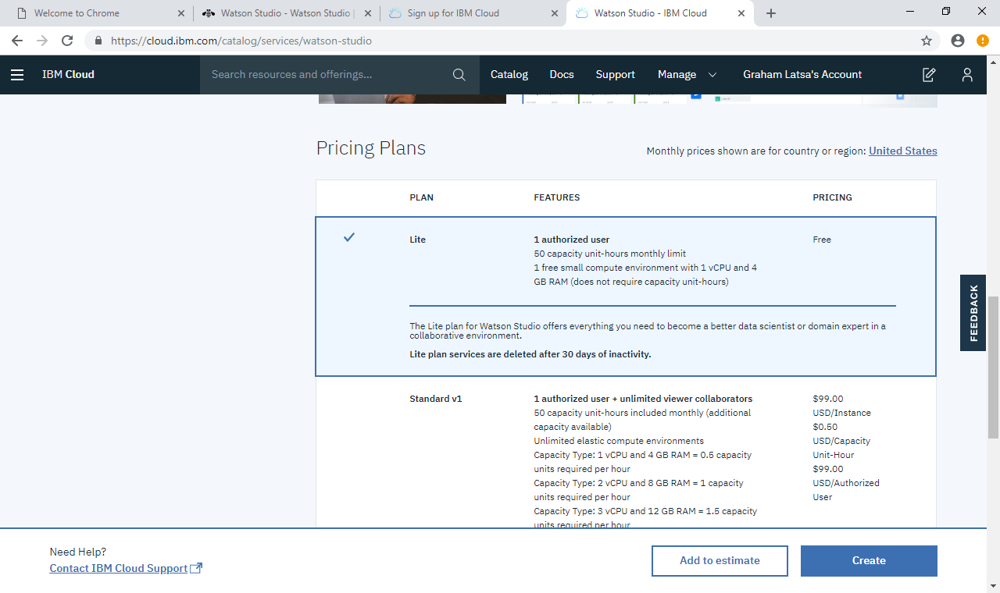 Welcome to Chrome
Watson Studio - Watson Studio |
Sign up for IBM Cloud
Watson Studio - IBM Cloud
https://cloud.ibm.com/catalog/services/watson-studio
IBM Cloud
Search resources and offerings...
Catalog
Docs
Support
Manage
Graham Latsa's Account
Pricing Plans
Monthly prices shown are for country or region: United States
PLAN
FEATURES
PRICING
Lite
1 authorized user
50 capacity unit-hours monthly limit
1 free small compute environment with 1 vCPU and 4
GB RAM (does not require capacity unit-hours)
Free
The Lite plan for Watson Studio offers everything you need to become a better data scientist or domain expert in a
collaborative environment.
Lite plan services are deleted after 30 days of inactivity.
Standard v1
1 authorized user + unlimited viewer collaborators
50 capacity unit-hours included monthly (additional
capacity available)
Unlimited elastic compute environments
Capacity Type: 1 vCPU and 4 GB RAM = 0.5 capacity
units required per hour
Capacity Type: 2 vCPU and 8 GB RAM = 1 capacity
units required per hour
Capacity Type: 3 vCPU and 12 GB RAM = 1.5 capacity
units required per hour
$99.00
USD/Instance
$0.50
USD/Capacity
Unit-Hour
$99.00
USD/Authorized
User
FEEDBACK
Need Help?
Contact IBM Cloud Support
Add to estimate
Create